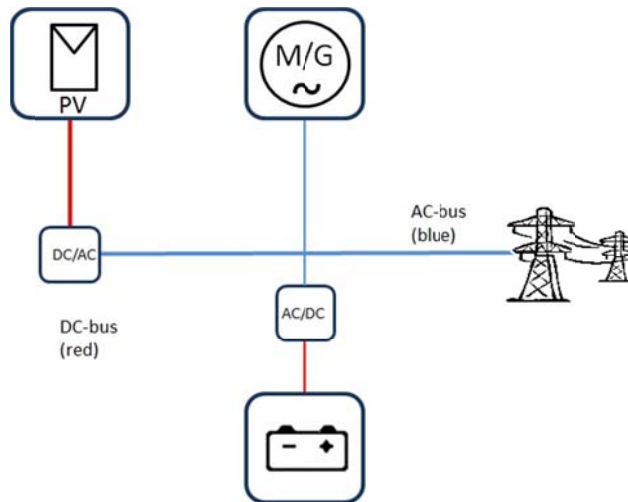 PV
M/G
~
AC-bus
(blue)
DC/AC
AC/DC
DC-bus
(red)
- +